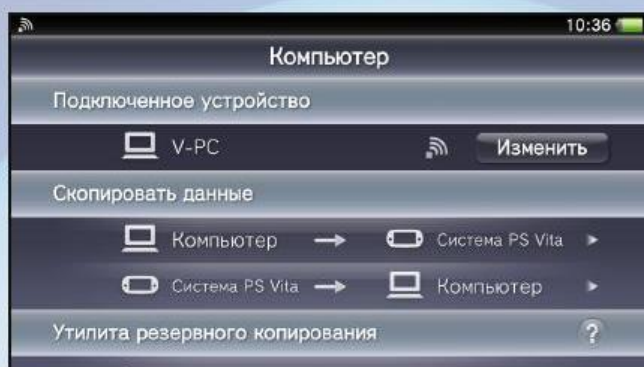 10:36
Компьютер
Подключенное устройство
V-PC Изменить
Скопировать данные
Компьютер → Система PS Vita
Система PS Vita → Компьютер
Утилита резервного копирования ?